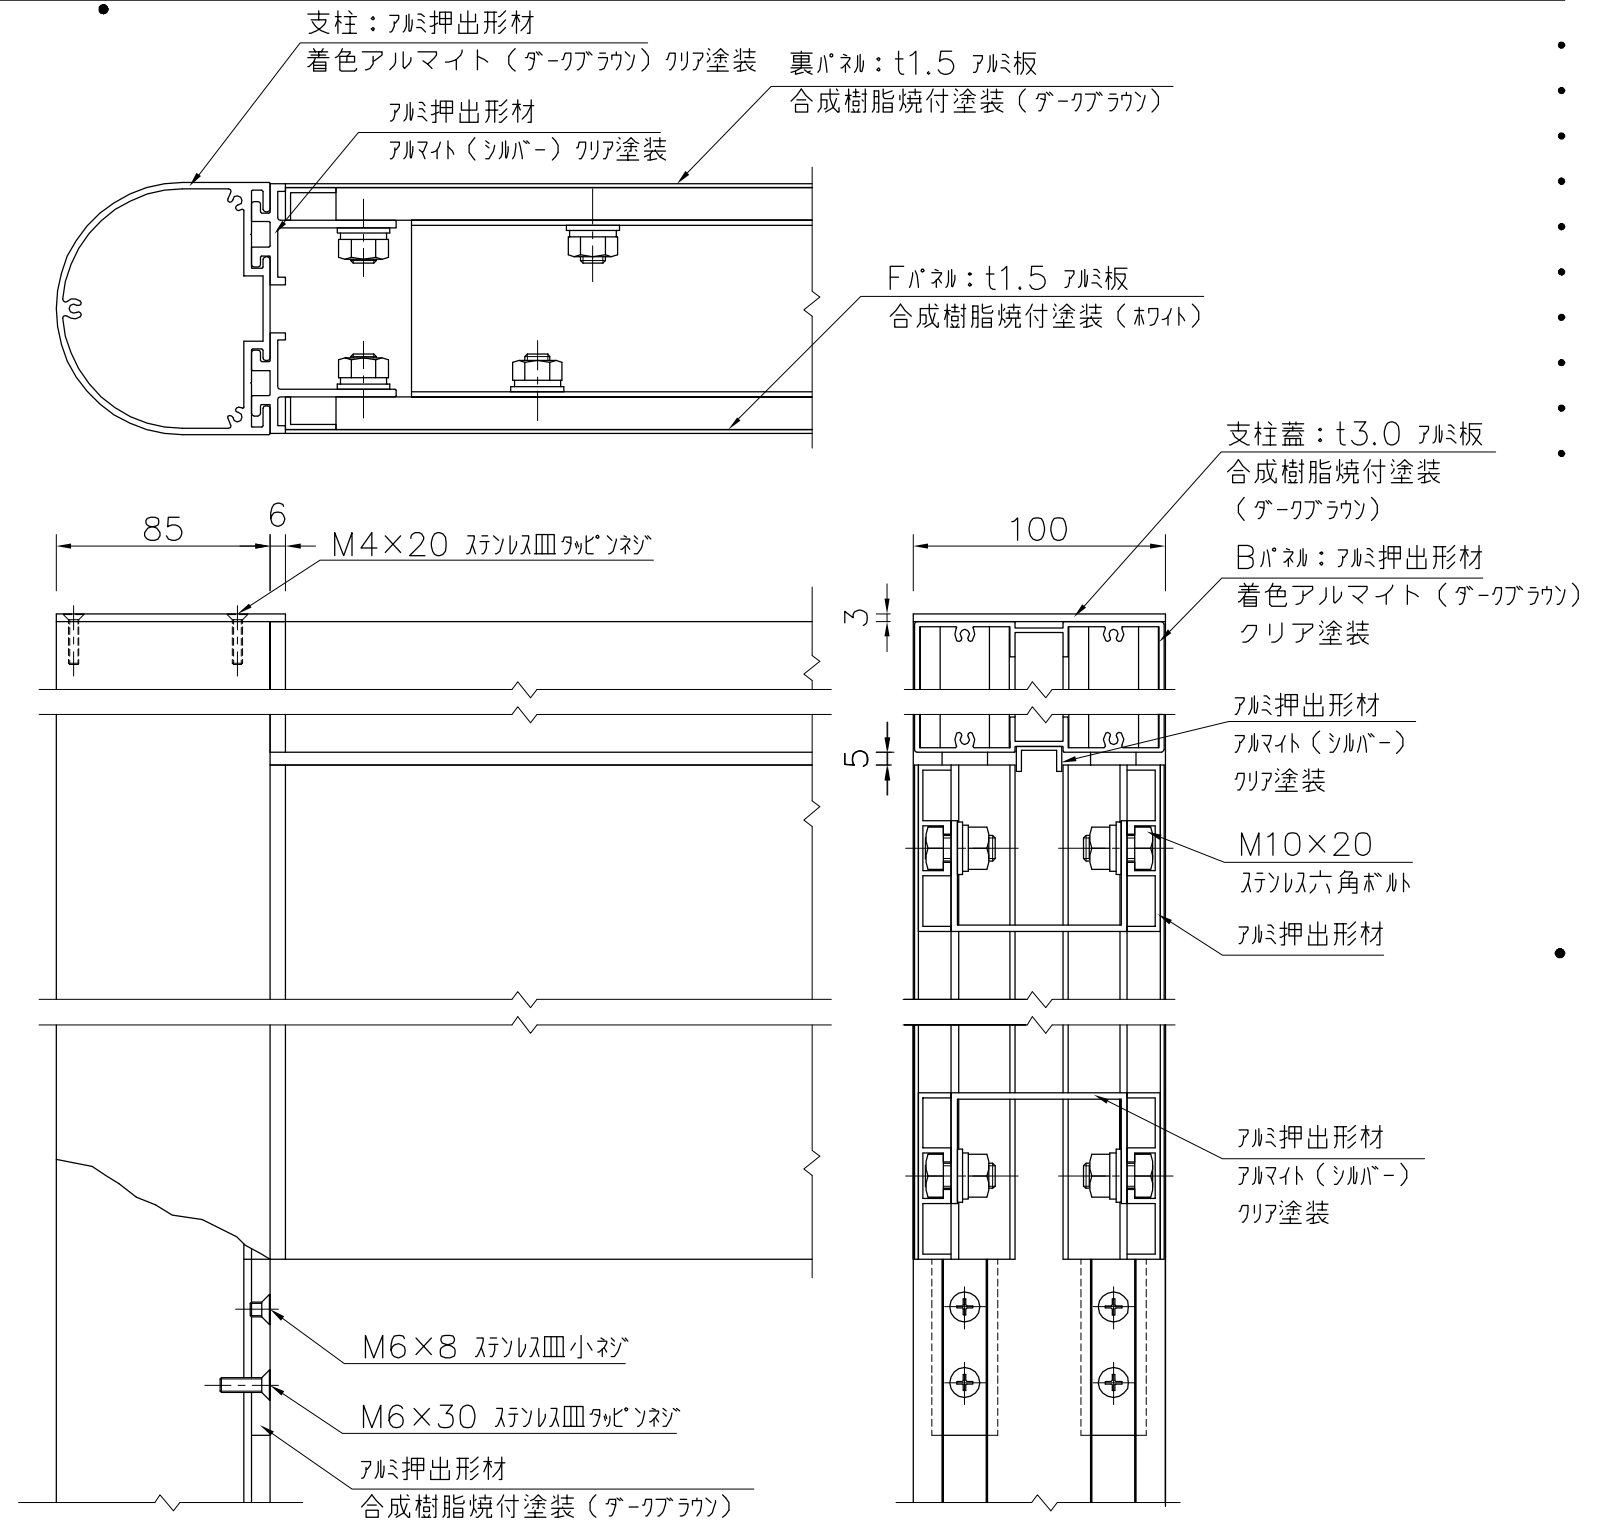 支柱：ｱﾙﾐ押出形材
着色アルマイト（ﾀﾞｰｸﾌﾞﾗｳﾝ）ｸﾘｱ塗装
裏ﾊﾟﾈﾙ：t1.5 ｱﾙﾐ板
合成樹脂焼付塗装（ﾀﾞｰｸﾌﾞﾗｳﾝ）
ｱﾙﾐ押出形材
ｱﾙﾏｲﾄ（ｼﾙﾊﾞｰ）ｸﾘｱ塗装
Fﾊﾟﾈﾙ：t1.5 ｱﾙﾐ板
合成樹脂焼付塗装（ﾎﾜｲﾄ）
支柱蓋：t3.0 ｱﾙﾐ板
合成樹脂焼付塗装
（ﾀﾞｰｸﾌﾞﾗｳﾝ）
85
6
M4×20 ｽﾃﾝﾚｽ皿ﾀｯﾋﾟﾝﾈｼﾞ
100
Bﾊﾟﾈﾙ：ｱﾙﾐ押出形材
着色アルマイト（ﾀﾞｰｸﾌﾞﾗｳﾝ）
クリア塗装
3
ｱﾙﾐ押出形材
ｱﾙﾏｲﾄ（ｼﾙﾊﾞｰ）
ｸﾘｱ塗装
5
M10×20
ｽﾃﾝﾚｽ六角ﾎﾞﾙﾄ
ｱﾙﾐ押出形材
ｱﾙﾐ押出形材
ｱﾙﾏｲﾄ（ｼﾙﾊﾞｰ）
ｸﾘｱ塗装
M6×8 ｽﾃﾝﾚｽ皿小ﾈｼﾞ
M6×30 ｽﾃﾝﾚｽ皿ﾀｯﾋﾟﾝﾈｼﾞ
ｱﾙﾐ押出形材
合成樹脂焼付塗装（ﾀﾞｰｸﾌﾞﾗｳﾝ）